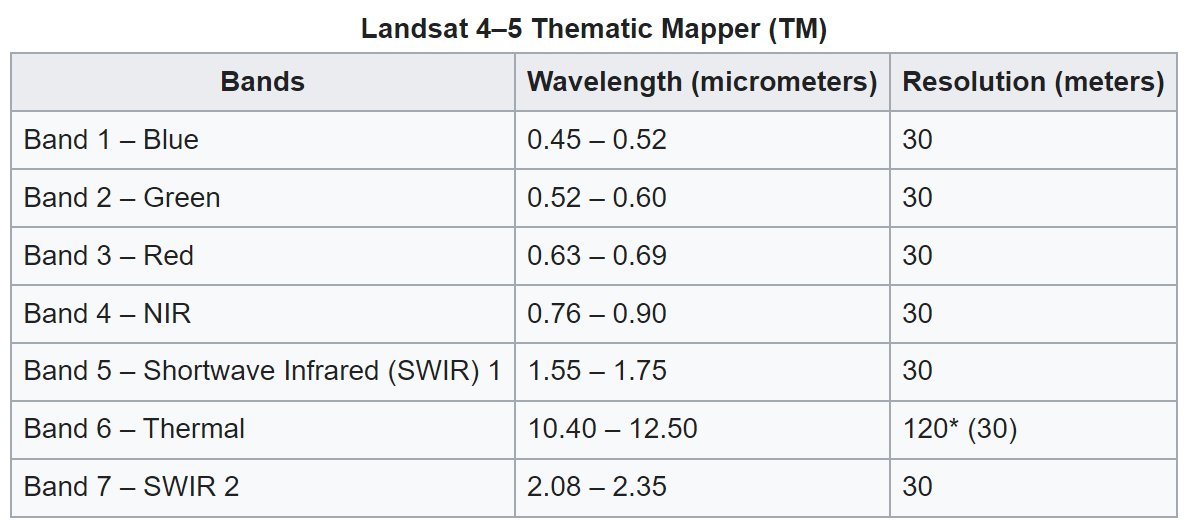 Landsat 4–5 Thematic Mapper (TM)
Bands Wavelength (micrometers) Resolution (meters)
Band 1 – Blue 0.45 – 0.52 30
Band 2 – Green 0.52 – 0.60 30
Band 3 – Red 0.63 – 0.69 30
Band 4 – NIR 0.76 – 0.90 30
Band 5 – Shortwave Infrared (SWIR) 1 1.55 – 1.75 30
Band 6 – Thermal 10.40 – 12.50 120* (30)
Band 7 – SWIR 2 2.08 – 2.35 30